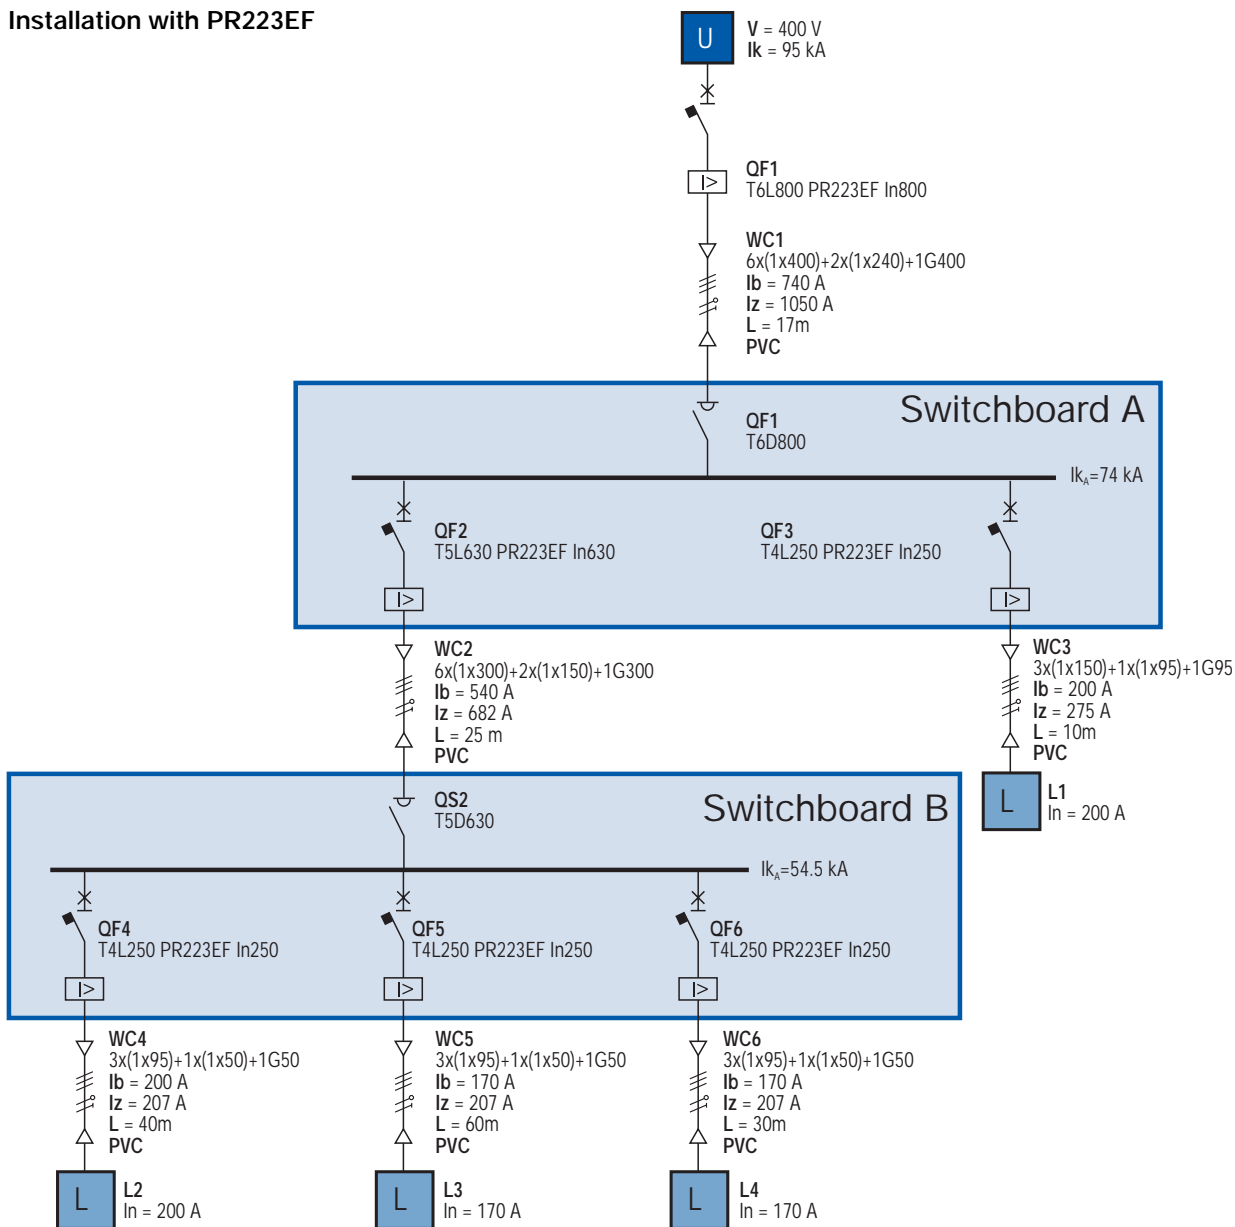 Installation with PR223EF
U
V = 400 V
Ik = 95 kA
QF1
T6L800 PR223EF In800
I>
WC1
6x(1x400)+2x(1x240)+1G400
Ib = 740 A
Iz = 1050 A
L = 17m
PVC
Switchboard A
QF1
T6D800
IkA=74 kA
QF2
T5L630 PR223EF In630
I>
QF3
T4L250 PR223EF In250
I>
WC2
6x(1x300)+2x(1x150)+1G300
Ib = 540 A
Iz = 682 A
L = 25 m
PVC
WC3
3x(1x150)+1x(1x95)+1G95
Ib = 200 A
Iz = 275 A
L = 10m
PVC
L
L1
In = 200 A
Switchboard B
QS2
T5D630
IkA=54.5 kA
QF4
T4L250 PR223EF In250
I>
QF5
T4L250 PR223EF In250
I>
QF6
T4L250 PR223EF In250
I>
WC4
3x(1x95)+1x(1x50)+1G50
Ib = 200 A
Iz = 207 A
L = 40m
PVC
WC5
3x(1x95)+1x(1x50)+1G50
Ib = 170 A
Iz = 207 A
L = 60m
PVC
WC6
3x(1x95)+1x(1x50)+1G50
Ib = 170 A
Iz = 207 A
L = 30m
PVC
L
L2
In = 200 A
L
L3
In = 170 A
L
L4
In = 170 A